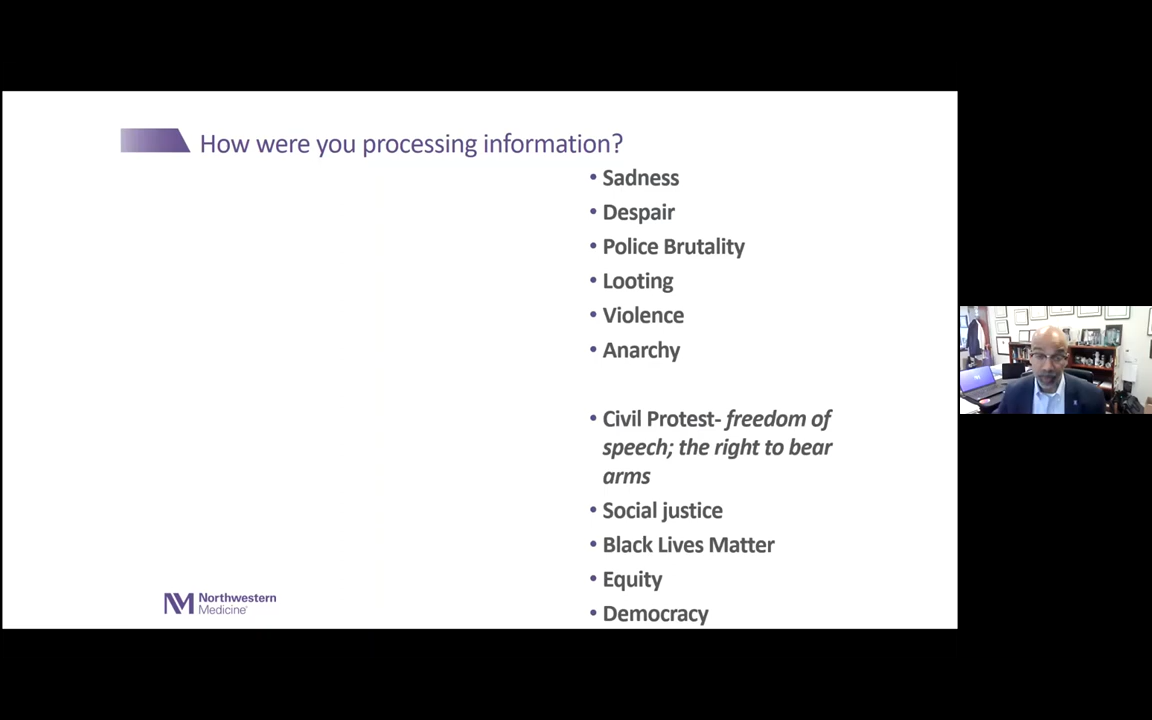 How were you processing information?
• Sadness
• Despair
• Police Brutality
• Looting
• Violence
• Anarchy
• Civil Protest- freedom of
speech; the right to bear
arms
• Social justice
• Black Lives Matter
• Equity
• Democracy
Northwestern
Medicine®